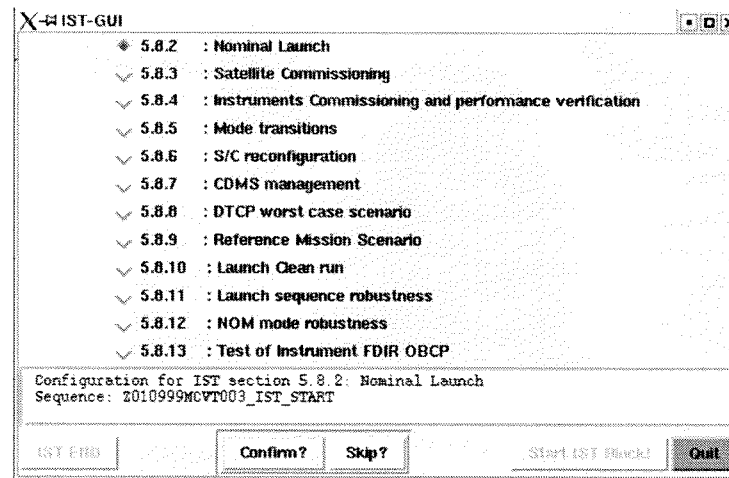 IST-GUI
5.8.2 : Nominal Launch
5.8.3 : Satellite Commissioning
5.8.4 : Instruments Commissioning and performance verification
5.8.5 : Mode transitions
5.8.6 : S/C reconfiguration
5.8.7 : CDMS management
5.8.8 : DTCP worst case scenario
5.8.9 : Reference Mission Scenario
5.8.10 : Launch Clean run
5.8.11 : Launch sequence robustness
5.8.12 : NOM mode robustness
5.8.13 : Test of Instrument FDIR OBCP
Configuration for IST section 5.8.2: Nominal Launch
Sequence: Z010999MCVT003_IST_START
IST END Confirm? Skip? Start IST Block! Quit